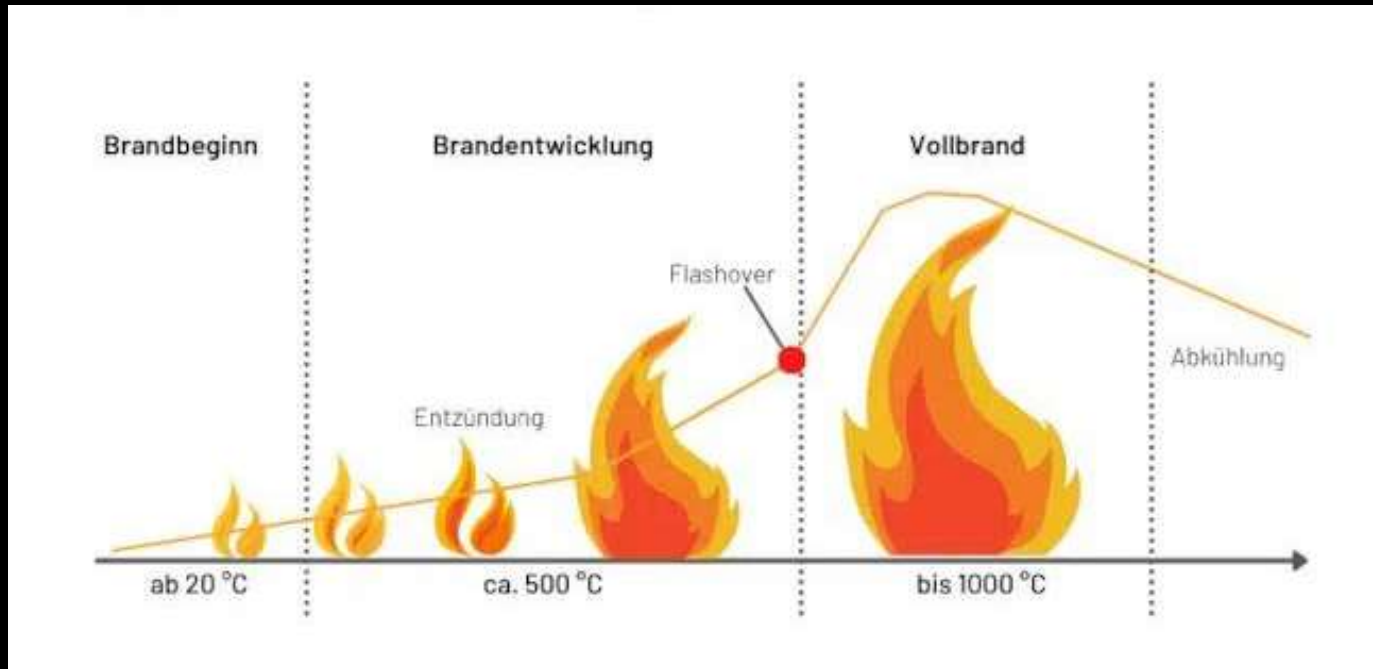 Brandbeginn
Brandentwicklung
Vollbrand
Flashover
Abkühlung
Entzündung
ab 20 °C
ca. 500 °C
bis 1000 °C